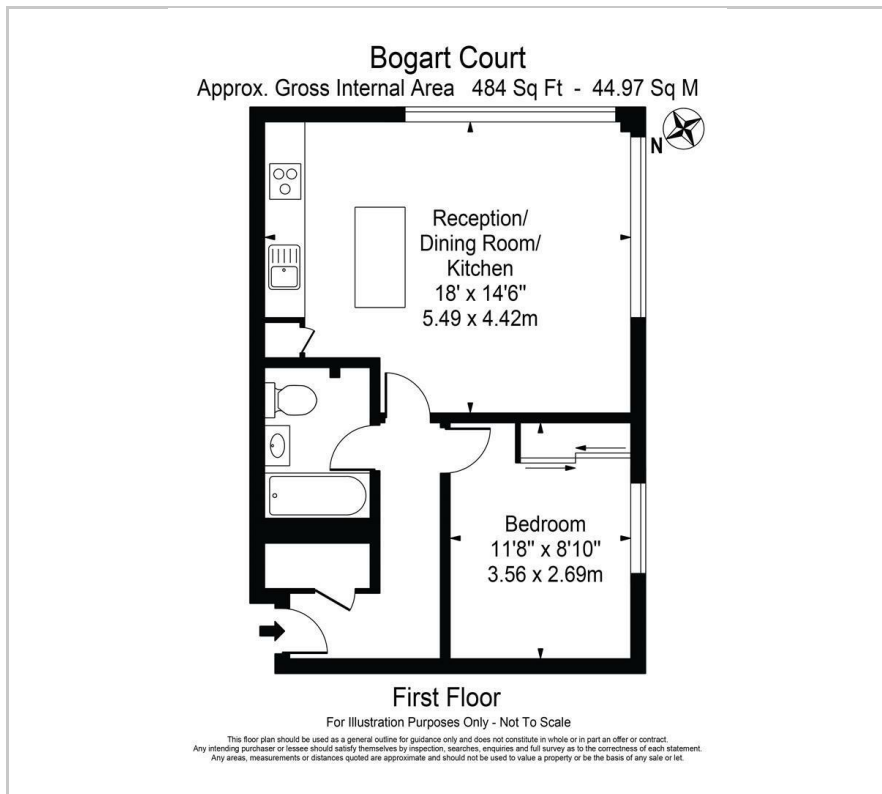 Bogart Court
Approx. Gross Internal Area   484 Sq Ft  -  44.97 Sq M
N
Reception/
Dining Room/
Kitchen
18' x 14'6"
5.49 x 4.42m
Bedroom
11'8" x 8'10"
3.56 x 2.69m
First Floor
For Illustration Purposes Only - Not To Scale
This floor plan should be used as a general outline for guidance only and does not constitute in whole or in part an offer or contract.
Any intending purchaser or lessee should satisfy themselves by inspection, searches, enquiries and full survey as to the correctness of each statement.
Any areas, measurements or distances quoted are approximate and should not be used to value a property or be the basis of any sale or let.